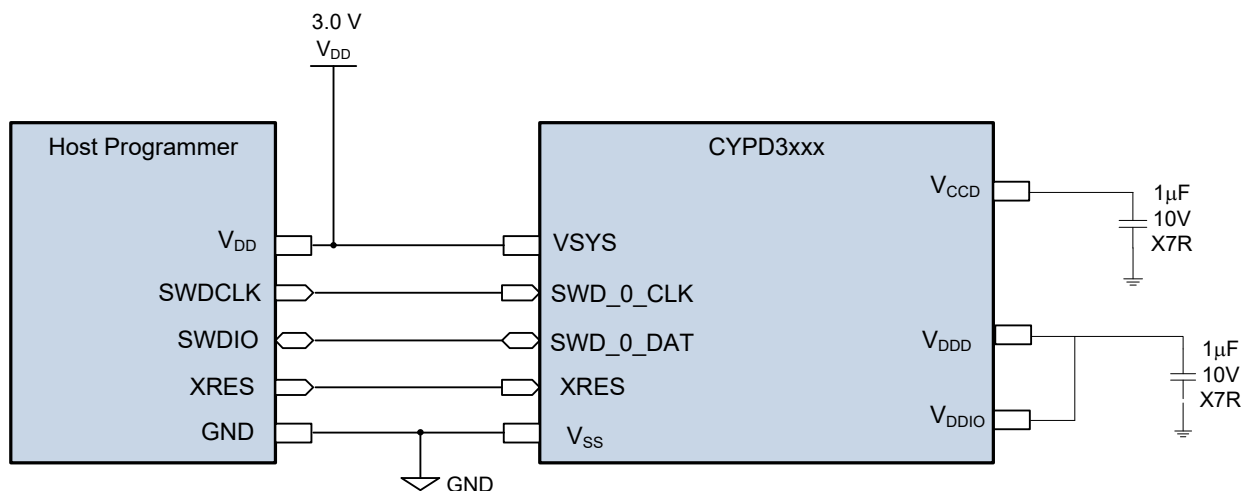 3.0 V
VDD
Host Programmer
CYPD3xxx
VDD
SWDCLK
SWDIO
XRES
GND
VSYS
SWD_0_CLK
SWD_0_DAT
XRES
VSS
VCCD
VDDD
VDDIO
1µF
10V
X7R
1µF
10V
X7R
GND